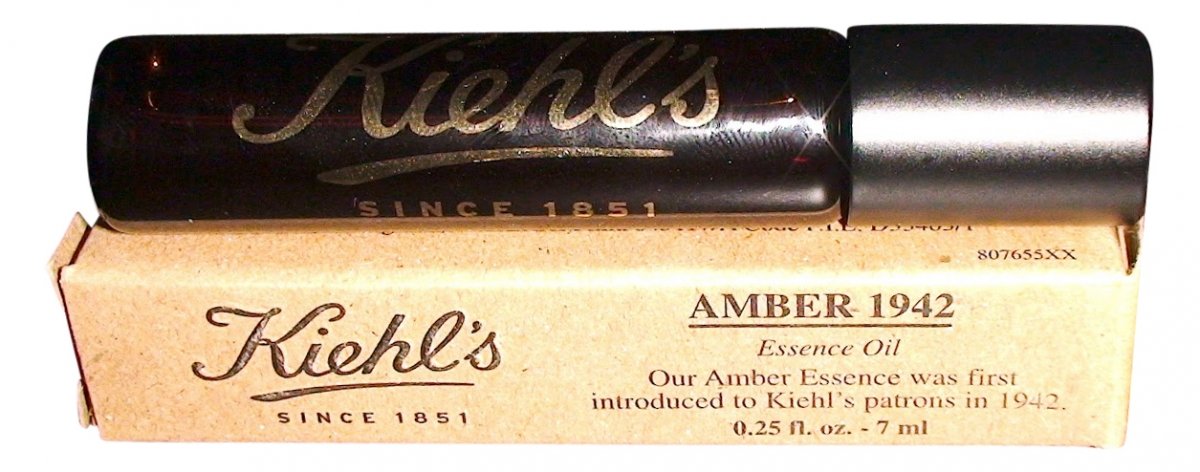 Kiehl's
SINCE 1851
807655XX
Kiehl's
SINCE 1851
AMBER 1942
Essence Oil
Our Amber Essence was first
introduced to Kiehl's patrons in 1942.
0.25 fl. oz. - 7 ml